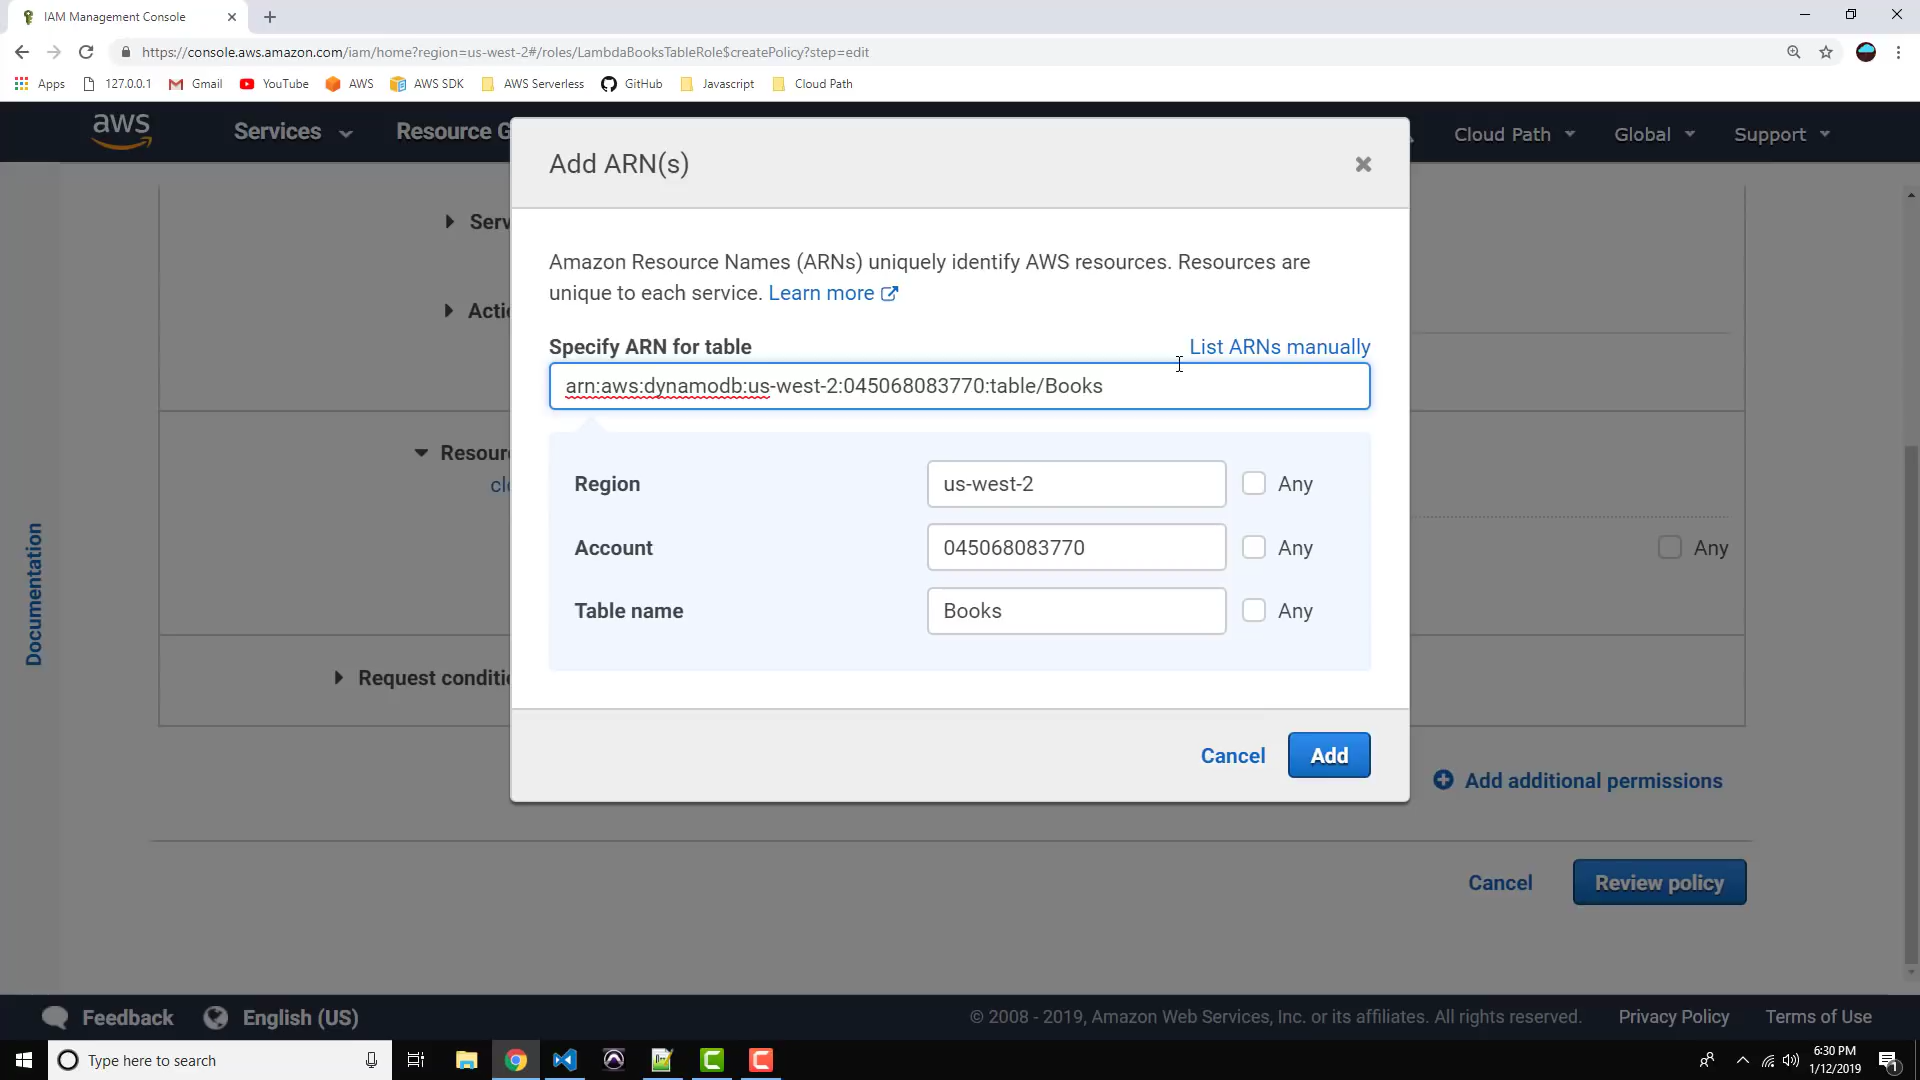 IAM Management Console
https://console.aws.amazon.com/iam/home?region=us-west-2#/roles/LambdaBooksTableRole$createPolicy?step=edit
Apps 127.0.0.1 Gmail YouTube AWS AWS SDK AWS Serverless GitHub Javascript Cloud Path
aws Services Resource G Cloud Path Global Support
Add ARN(s)
Serv
Amazon Resource Names (ARNs) uniquely identify AWS resources. Resources are
unique to each service. Learn more
Actio
Specify ARN for table List ARNs manually
arn:aws:dynamodb:us-west-2:045068083770:table/Books
Resour
clo
Region us-west-2 Any
Account 045068083770 Any
Any
Table name Books Any
Documentation
Request conditio
Cancel Add
Add additional permissions
Cancel Review policy
Feedback English (US) © 2008 - 2019, Amazon Web Services, Inc. or its affiliates. All rights reserved. Privacy Policy Terms of Use
Type here to search
6:30 PM
1/12/2019
1